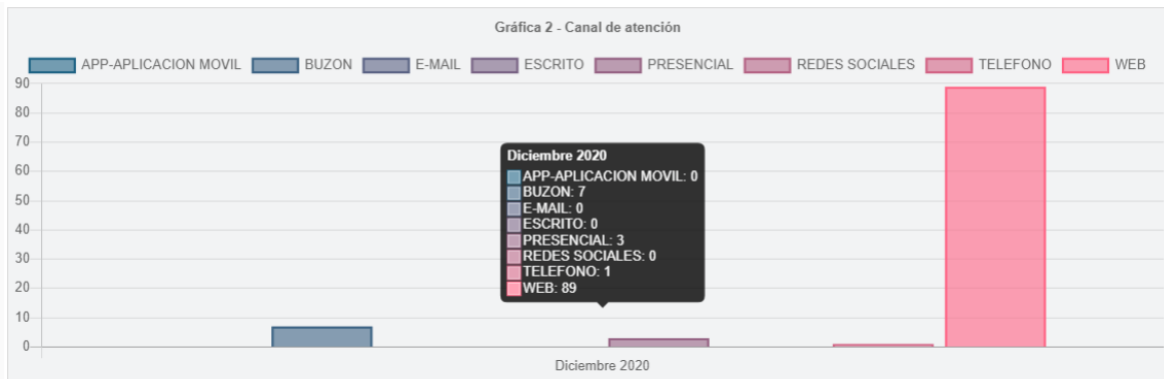 Gráfica 2 - Canal de atención
APP-APLICACION MOVIL BUZON E-MAIL ESCRITO PRESENCIAL REDES SOCIALES TELEFONO WEB
90
80
70
60
50
40
30
20
10
0
Diciembre 2020
APP-APLICACION MOVIL: 0
BUZON: 7
E-MAIL: 0
ESCRITO: 0
PRESENCIAL: 3
REDES SOCIALES: 0
TELEFONO: 1
WEB: 89
Diciembre 2020